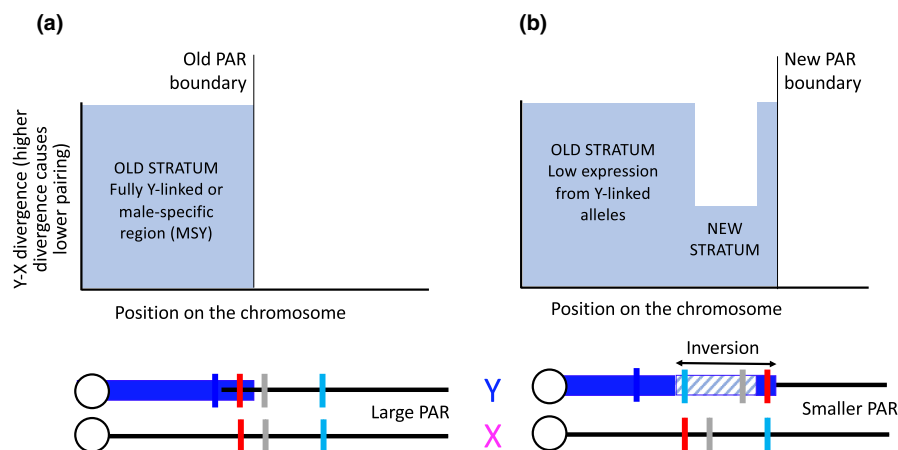 (a)
Old PAR
boundary
Y-X divergence (higher
divergence causes
lower pairing)
OLD STRATUM
Fully Y-linked or
male-specific
region (MSY)
Position on the chromosome
Large PAR
(b)
New PAR
boundary
OLD STRATUM
Low expression
from Y-linked
alleles
NEW
STRATUM
Position on the chromosome
Inversion
Y
X
Smaller PAR